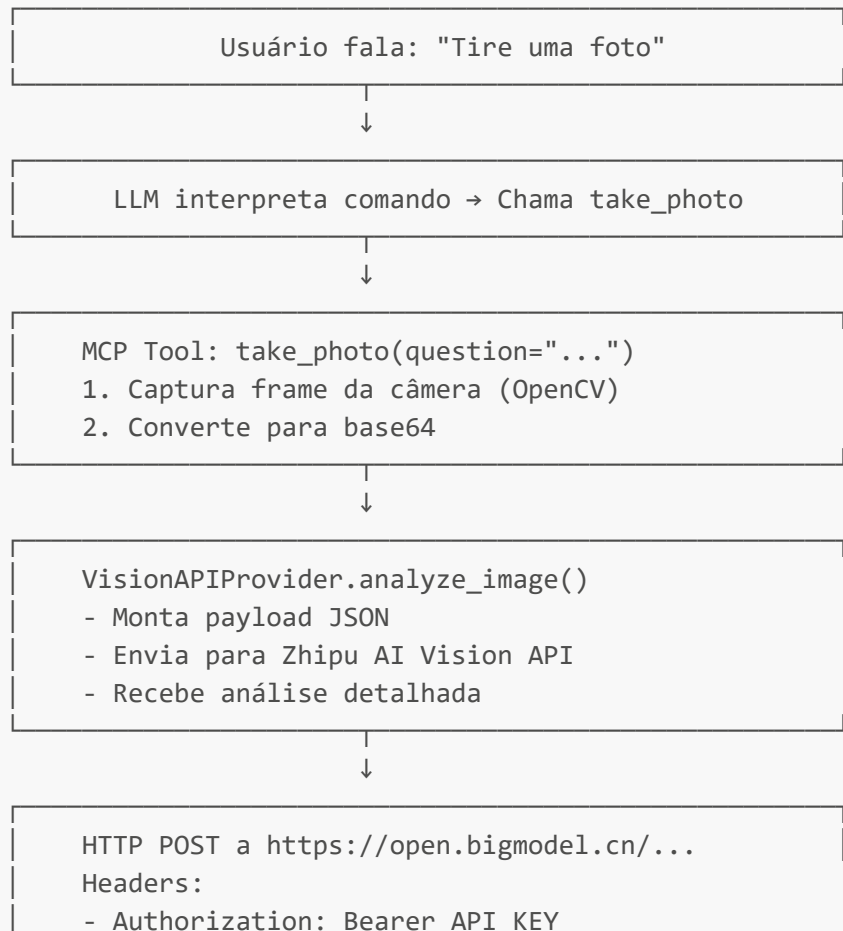 Usuário fala: "Tire uma foto"
↓
LLM interpreta comando → Chama take_photo
↓
MCP Tool: take_photo(question="...")
1. Captura frame da câmera (OpenCV)
2. Converte para base64
↓
VisionAPIProvider.analyze_image()
- Monta payload JSON
- Envia para Zhipu AI Vision API
- Recebe análise detalhada
↓
HTTP POST a https://open.bigmodel.cn/...
Headers:
- Authorization: Bearer API KEY